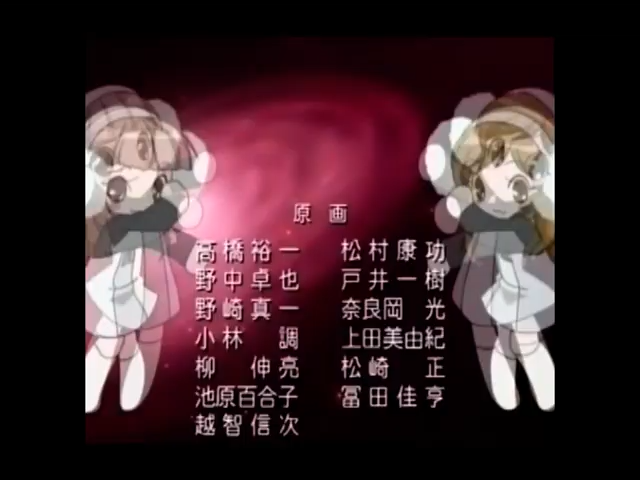 原画
高橋裕一 松村康功
野中卓也 戸井一樹
野崎真一 奈良岡 光
小林 調 上田美由紀
柳 伸亮 松崎 正
池原百合子 冨田佳亨
越智信次